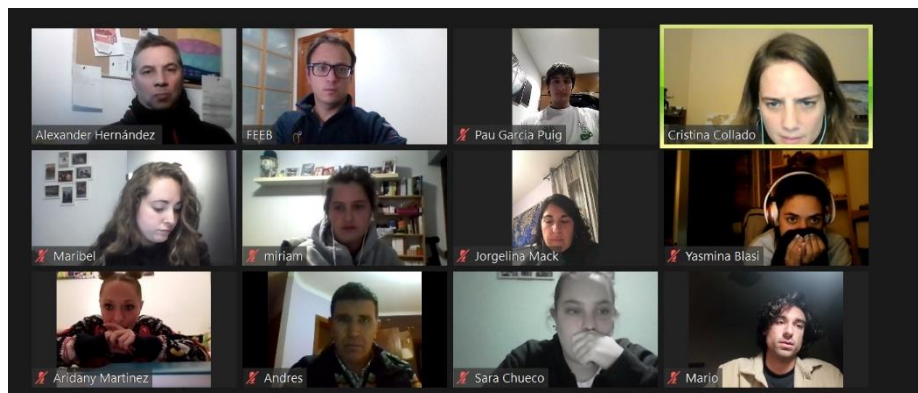 Alexander Hernández
FEEB
Pau Garcia Puig
Cristina Collado
Maribel
miriam
Jorgelina Mack
Yasmina Blasi
Aridany Martinez
Andres
Sara Chueco
Mario